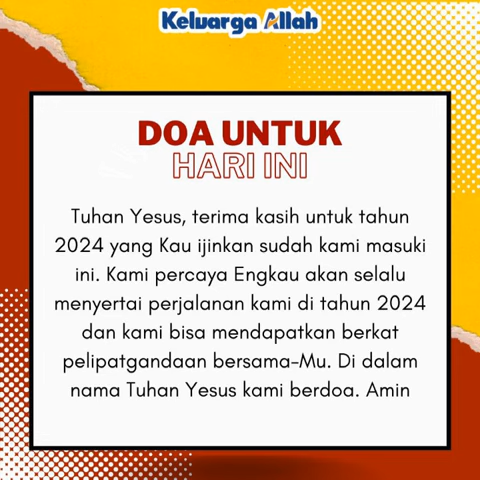 Keluarga Allah
DOA UNTUK
HARI INI
Tuhan Yesus, terima kasih untuk tahun
2024 yang Kau ijinkan sudah kami masuki
ini. Kami percaya Engkau akan selalu
menyertai perjalanan kami di tahun 2024
dan kami bisa mendapatkan berkat
pelipatgandaan bersama-Mu. Di dalam
nama Tuhan Yesus kami berdoa. Amin